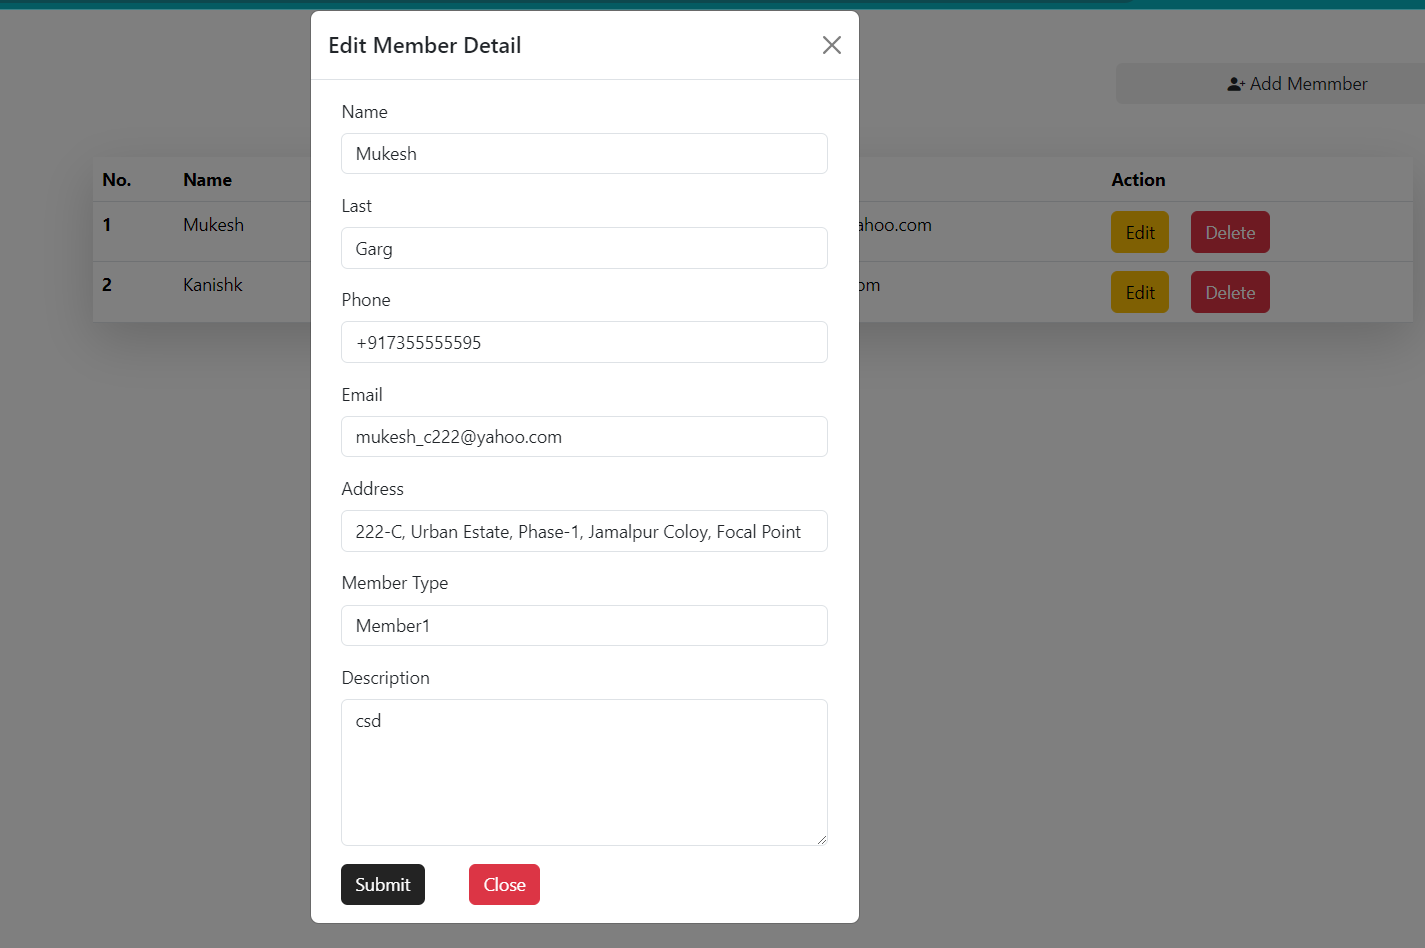 Edit Member Detail
Add Memmber
Name
Mukesh
Last
Garg
Phone
+917355555595
Email
mukesh_c222@yahoo.com
Address
222-C, Urban Estate, Phase-1, Jamalpur Coloy, Focal Point
Member Type
Member1
Description
csd
Submit Close
No. Name Action
1 Mukesh ahoo.com Edit Delete
2 Kanishk om Edit Delete